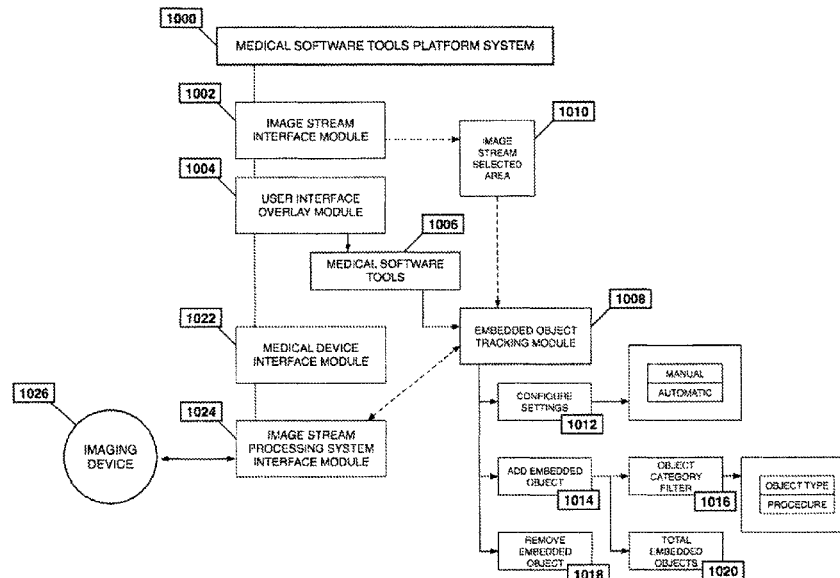 1000
MEDICAL SOFTWARE TOOLS PLATFORM SYSTEM
1002
IMAGE STREAM
INTERFACE MODULE
1010
IMAGE
STREAM
SELECTED
AREA
1004
USER INTERFACE
OVERLAY MODULE
1006
MEDICAL SOFTWARE
TOOLS
1008
EMBEDDED OBJECT
TRACKING MODULE
1022
MEDICAL DEVICE
INTERFACE MODULE
MANUAL
AUTOMATIC
CONFIGURE
SETTINGS
1012
1026
IMAGING
DEVICE
1024
IMAGE STREAM
PROCESSING SYSTEM
INTERFACE MODULE
ADD EMBEDDED
OBJECT
1014
OBJECT
CATEGORY
FILTER
1016
OBJECT TYPE
PROCEDURE
REMOVE
EMBEDDED
OBJECT
1018
TOTAL
EMBEDDED
OBJECTS
1020